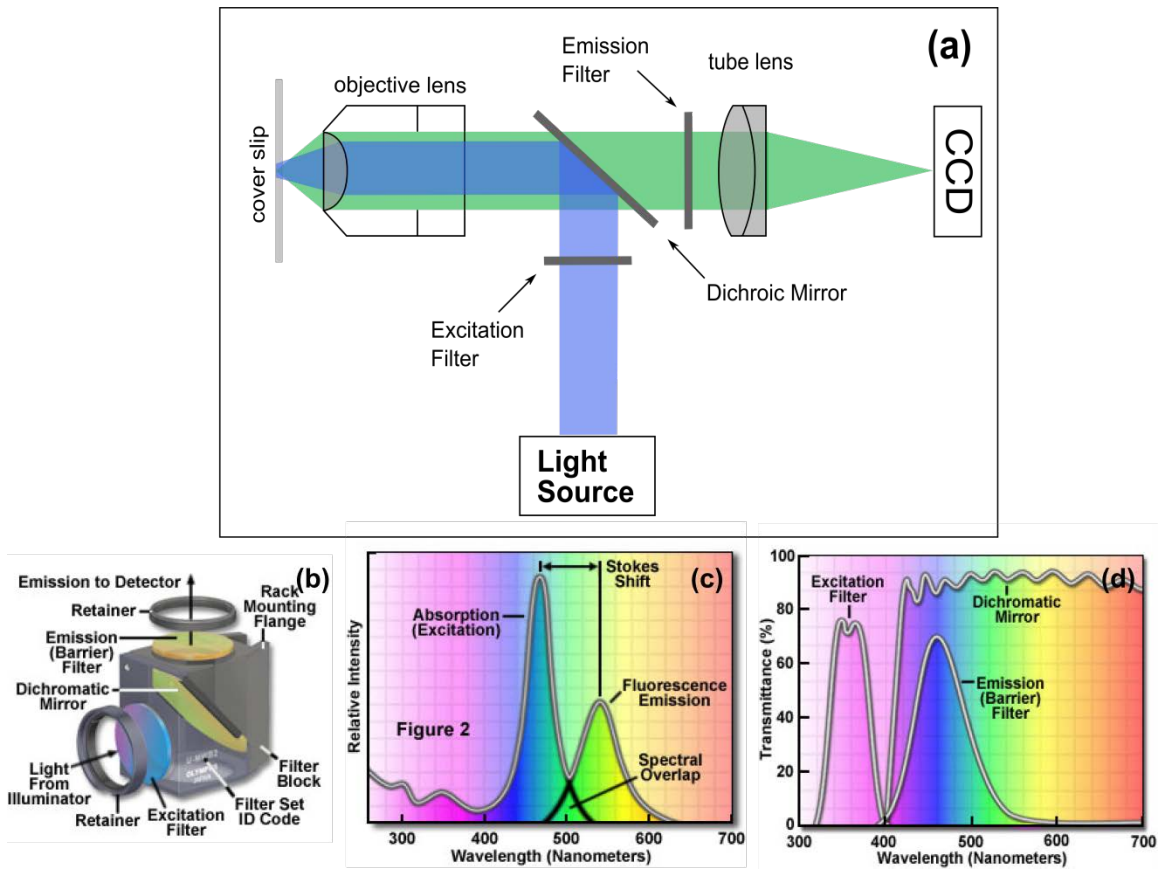 (a)
Emission
Filter
tube lens
objective lens
cover slip
CCD
Dichroic Mirror
Excitation
Filter
Light
Source
(b)
Emission to Detector
Retainer
Rack
Mounting
Flange
Emission
(Barrier)
Filter
Dichromatic
Mirror
Light
From
Illuminator
Retainer
Excitation
Filter
Filter Set
ID Code
Filter
Block
U-MWB2
OLYMPUS
(c)
Stokes
Shift
Absorption
(Excitation)
Fluorescence
Emission
Figure 2
Spectral
Overlap
Relative Intensity
300 400 500 600 700
Wavelength (Nanometers)
(d)
Excitation
Filter
Dichromatic
Mirror
Emission
(Barrier)
Filter
Transmittance (%)
100
80
60
40
20
0
300 400 500 600 700
Wavelength (Nanometers)